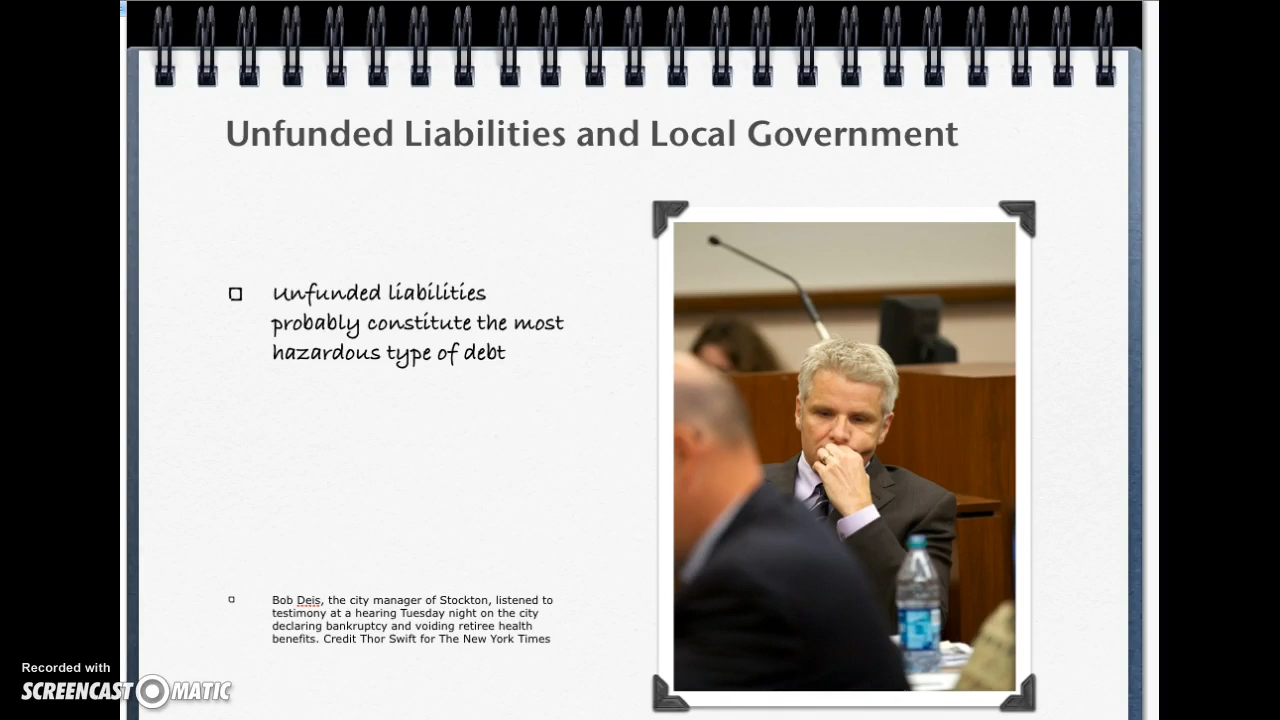 Unfunded Liabilities and Local Government
Unfunded liabilities
probably constitute the most
hazardous type of debt
Bob Deis, the city manager of Stockton, listened to
testimony at a hearing Tuesday night on the city
declaring bankruptcy and voiding retiree health
benefits. Credit Thor Swift for The New York Times
Recorded with
SCREENCAST-O-MATIC